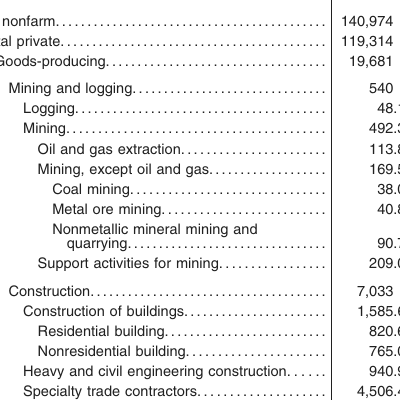 nonfarm 140,974
al private 119,314
Goods-producing 19,681
Mining and logging 540
Logging 48.1
Mining 492.3
Oil and gas extraction 113.8
Mining, except oil and gas 169.5
Coal mining 38.0
Metal ore mining 40.8
Nonmetallic mineral mining and
quarrying 90.7
Support activities for mining 209.0
Construction 7,033
Construction of buildings 1,585.6
Residential building 820.6
Nonresidential building 765.0
Heavy and civil engineering construction 940.9
Specialty trade contractors 4,506.4